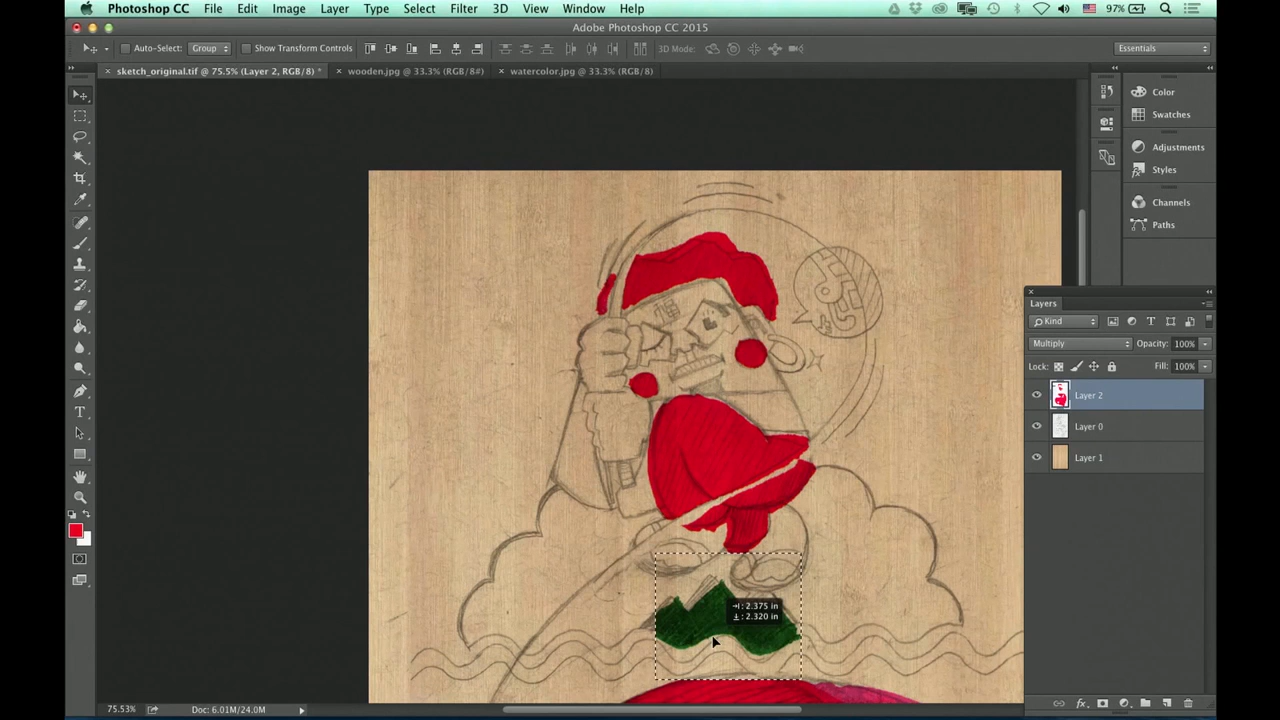 Photoshop CC File Edit Image Layer Type Select Filter 3D View Window Help 97%
Adobe Photoshop CC 2015
Auto-Select: Group Show Transform Controls 3D Mode: Essentials
sketch_original.tif @ 75.5% (Layer 2, RGB/8) * wooden.jpg @ 33.3% (RGB/8#) watercolor.jpg @ 33.3% (RGB/8)
Color
Swatches
Adjustments
Styles
Channels
Paths
Layers
Kind
Multiply Opacity: 100%
Lock: Fill: 100%
Layer 2
Layer 0
Layer 1
福
: 2.375 in
: 2.320 in
75.53% Doc: 6.01M/24.0M